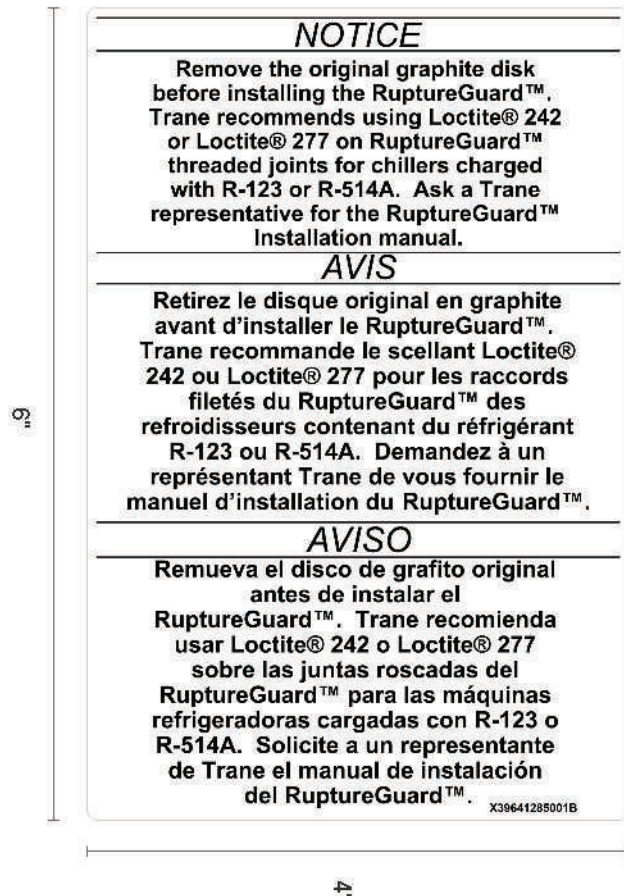 NOTICE
Remove the original graphite disk
before installing the RuptureGuard™.
Trane recommends using Loctite® 242
or Loctite® 277 on RuptureGuard™
threaded joints for chillers charged
with R-123 or R-514A.  Ask a Trane
representative for the RuptureGuard™
Installation manual.
AVIS
Retirez le disque original en graphite
avant d'installer le RuptureGuard™.
Trane recommande le scellant Loctite®
242 ou Loctite® 277 pour les raccords
filetés du RuptureGuard™ des
refroidisseurs contenant du réfrigérant
R-123 ou R-514A.  Demandez à un
représentant Trane de vous fournir le
manuel d'installation du RuptureGuard™.
AVISO
Remueva el disco de grafito original
antes de instalar el
RuptureGuard™.  Trane recomienda
usar Loctite® 242 o Loctite® 277
sobre las juntas roscadas del
RuptureGuard™ para las máquinas
refrigeradoras cargadas con R-123 o
R-514A.  Solicite a un representante
de Trane el manual de instalación
del RuptureGuard™.
X39641285001B
6"